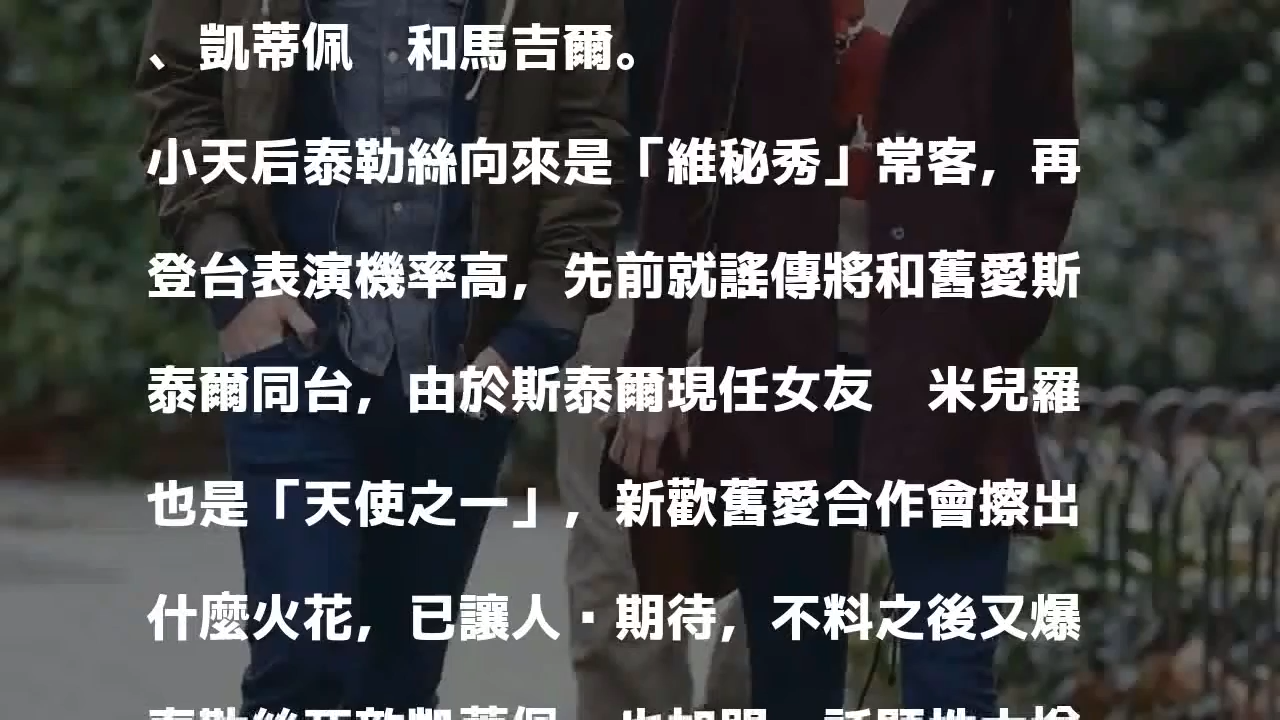 、凱蒂佩　和馬吉爾。
小天后泰勒絲向來是「維秘秀」常客，再
登台表演機率高，先前就謠傳將和舊愛斯
泰爾同台，由於斯泰爾現任女友　米兒羅
也是「天使之一」，新歡舊愛合作會擦出
什麼火花，已讓人·期待，不料之後又爆